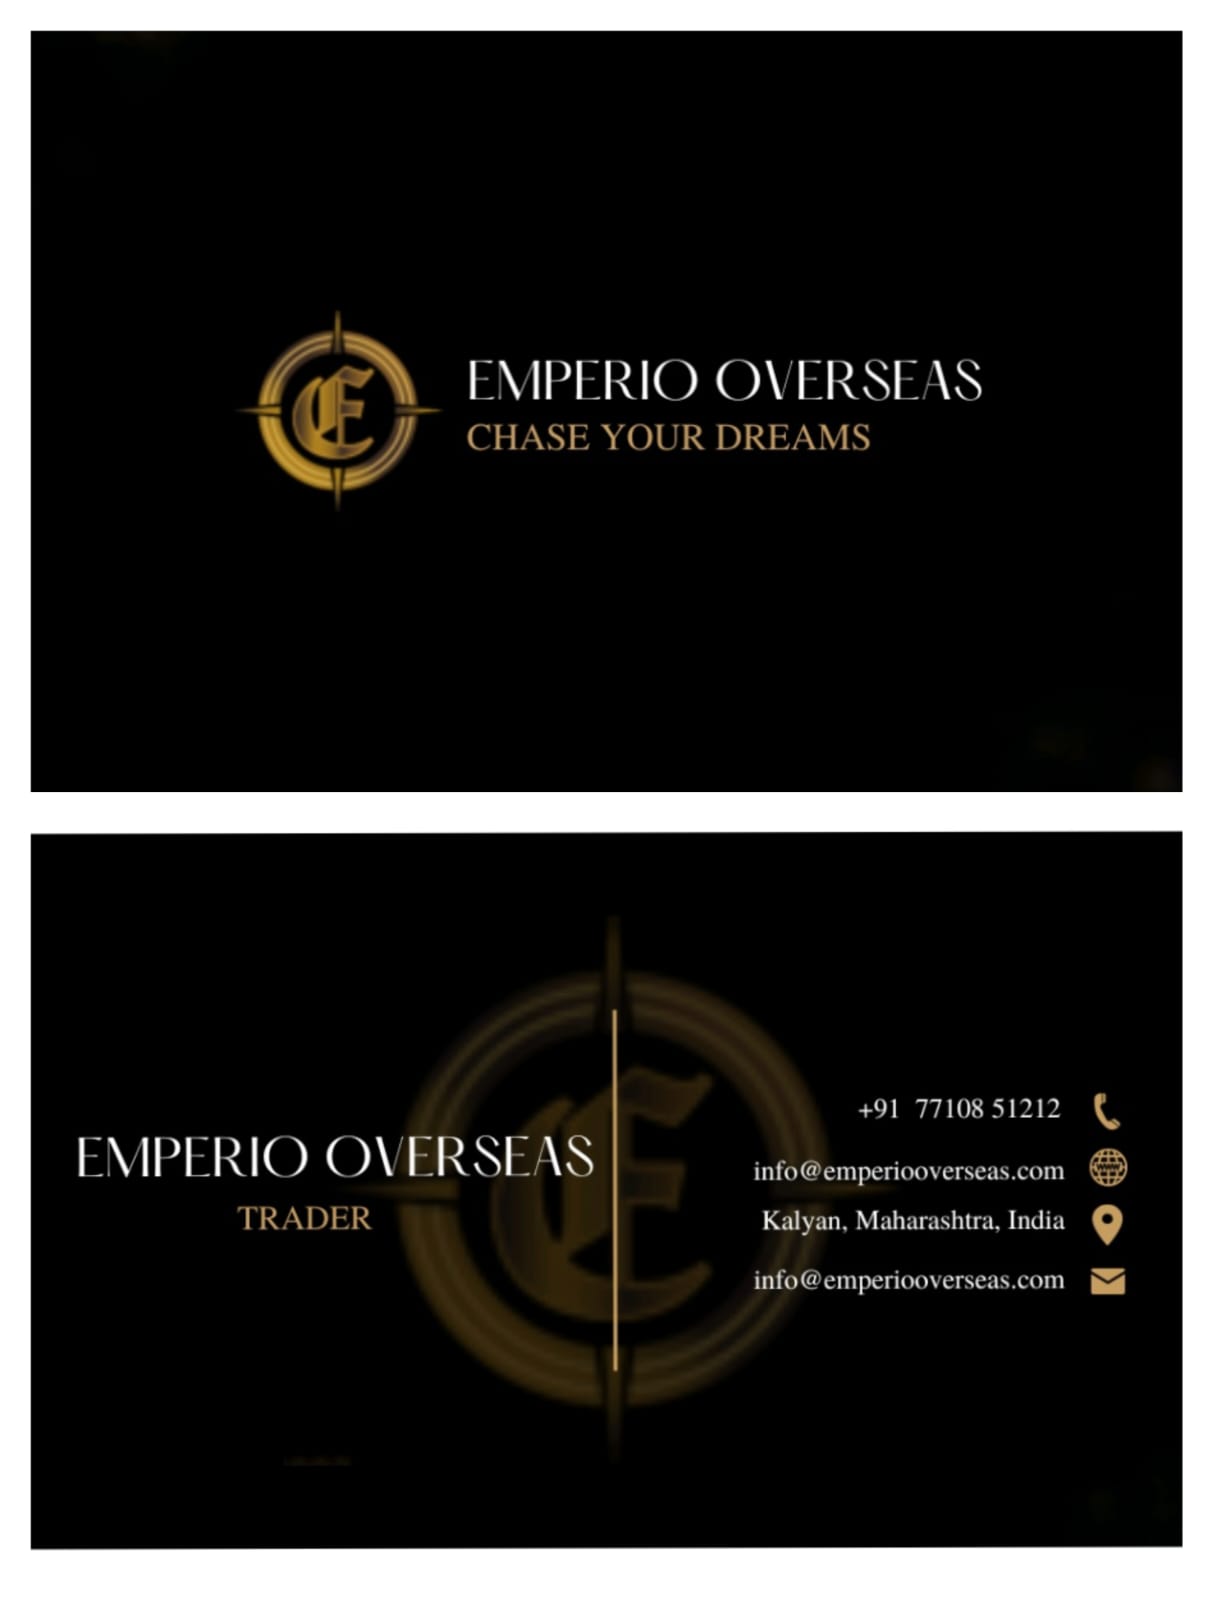 E
EMPERIO OVERSEAS
CHASE YOUR DREAMS
E
EMPERIO OVERSEAS
TRADER
+91 77108 51212
info@emperiooverseas.com
Kalyan, Maharashtra, India
info@emperiooverseas.com